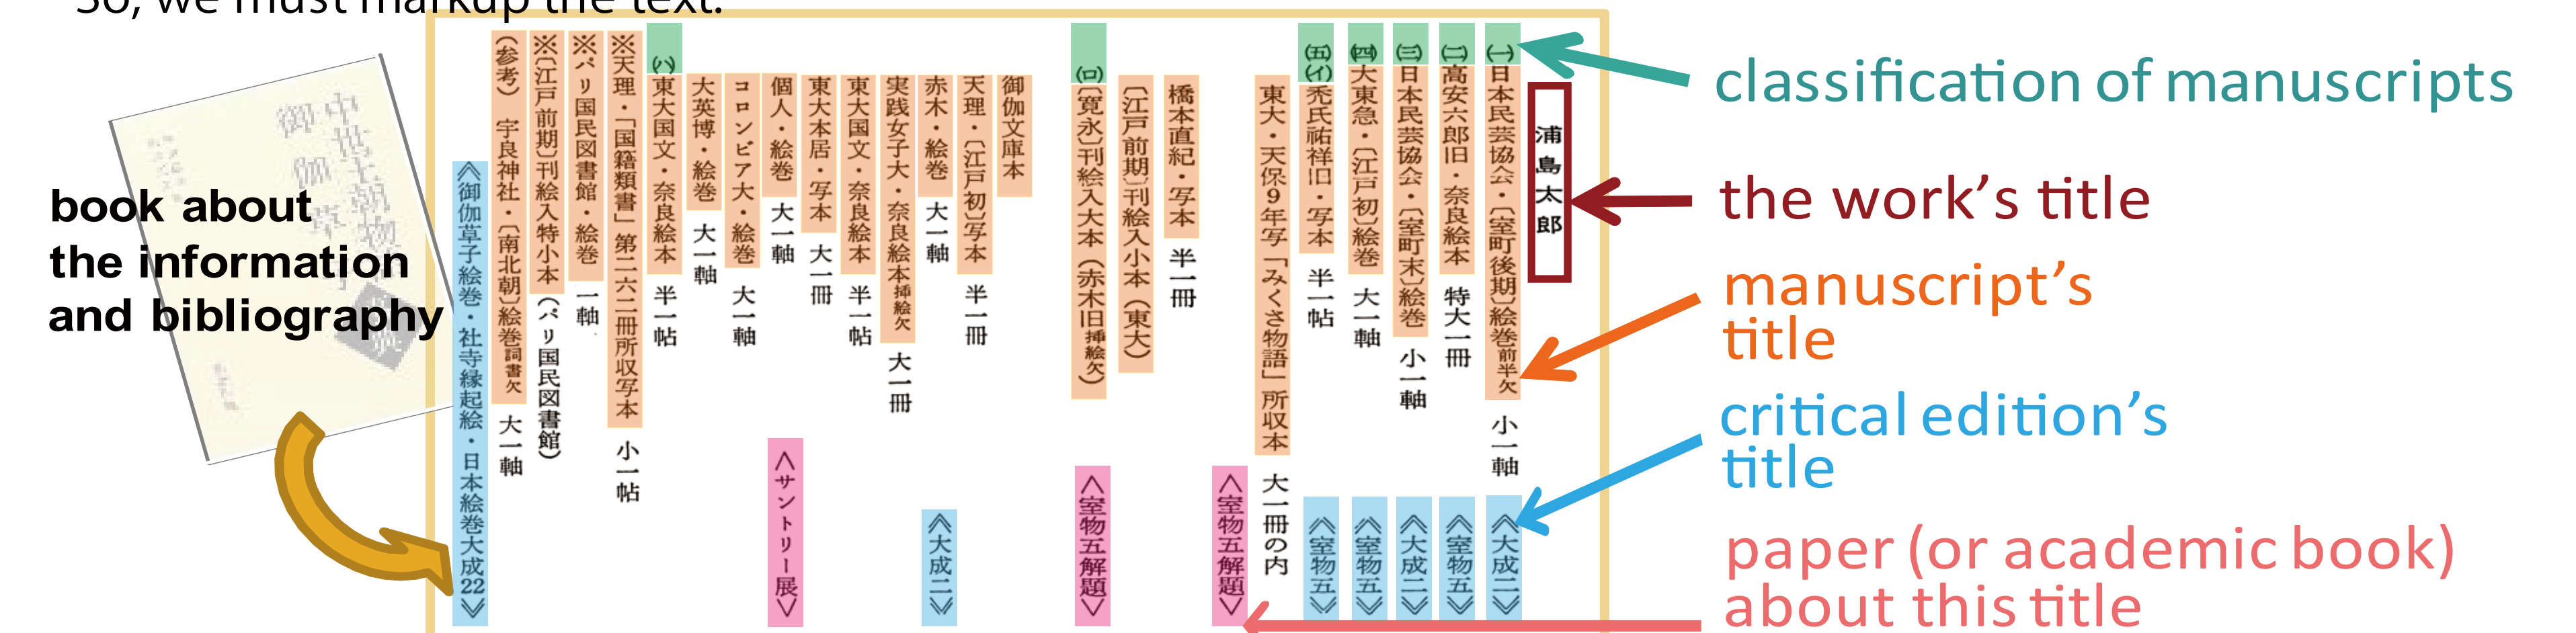 So, we must markup the text.
book about
the information
and bibliography
浦島太郎
㈠ 日本民芸協会・〔室町後期〕絵巻 前半欠 小一軸 《大成二》
㈡ 高安六郎旧・奈良絵本 特大一冊 《室物五》
㈢ 日本民芸協会・〔室町末〕絵巻 小一軸 《大成二》
㈣ 大東急・〔江戸初〕絵巻 大一軸 《室物五》
㈤(イ) 禿氏祐祥旧・写本 半一帖 《室物五》
東大・天保9年写「みくさ物語」所収本 大一冊の内
〈室物五解題〉
橋本直紀・写本 半一冊
〔江戸前期〕刊絵入小本(東大)
(ロ) 〔寛永〕刊絵入大本(赤木旧 挿絵欠) 〈室物五解題〉
御伽文庫本
天理・〔江戸初〕写本 半一冊
赤木・絵巻 大一軸 《大成二》
実践女子大・奈良絵本 挿絵欠 大一冊
東大国文・奈良絵本 半一帖
東大本居・写本 大一冊
個人・絵巻 大一軸 〈サントリー展〉
コロンビア大・絵巻 大一軸
大英博・絵巻 大一軸
(ハ) 東大国文・奈良絵本 半一帖
※天理・「国籍類書」第二六二冊所収写本 小一帖
※パリ国民図書館・絵巻 一軸
※〔江戸前期〕刊絵入特小本(パリ国民図書館)
(参考) 宇良神社・〔南北朝〕絵巻 詞書欠 大一軸
《御伽草子絵巻・社寺縁起絵・日本絵巻大成22》
classification of manuscripts
the work's title
manuscript's
title
critical edition's
title
paper (or academic book)
about this title